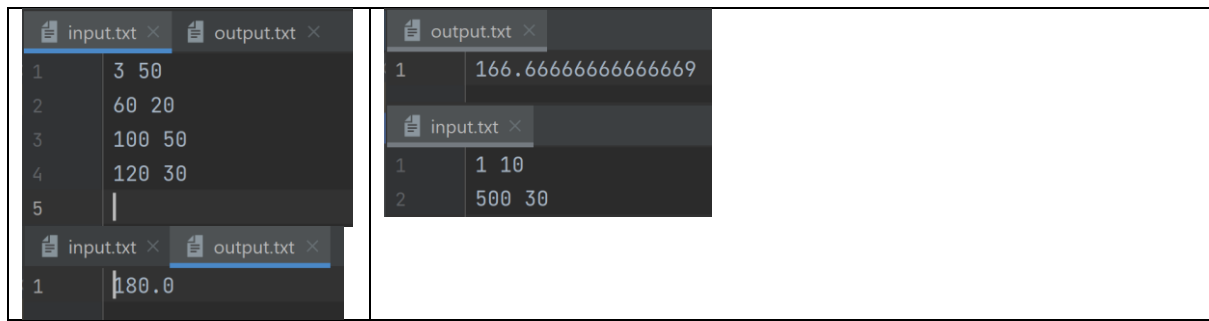 input.txt × output.txt ×
1 3 50
2 60 20
3 100 50
4 120 30
5
input.txt × output.txt ×
1 180.0
output.txt ×
1 166.66666666666669
input.txt ×
1 1 10
2 500 30